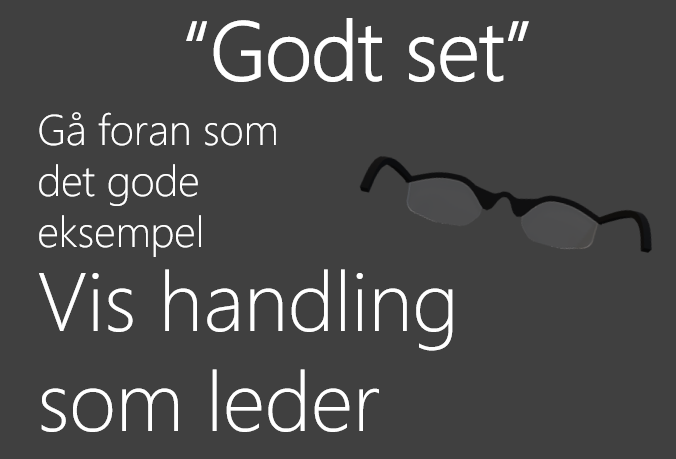 “Godt set”
Gå foran som
det gode
eksempel
Vis handling
som leder